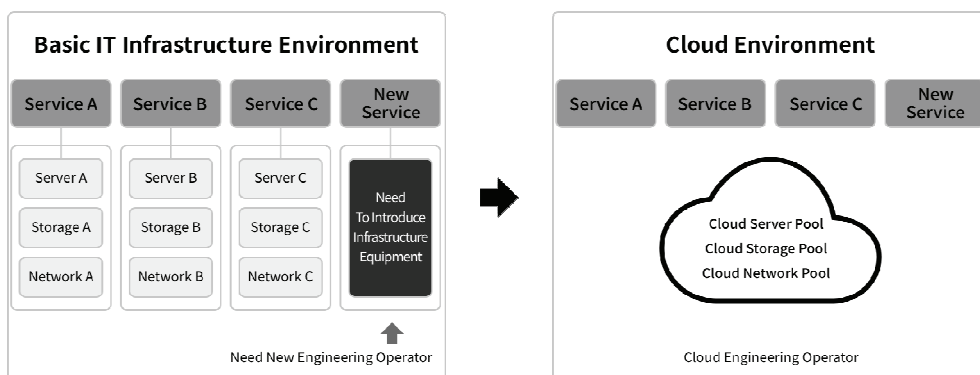 Basic IT Infrastructure Environment
Service A
Service B
Service C
New
Service
Server A
Server B
Server C
Storage A
Storage B
Storage C
Network A
Network B
Network C
Need
To Introduce
Infrastructure
Equipment
Need New Engineering Operator
Cloud Environment
Service A
Service B
Service C
New
Service
Cloud Server Pool
Cloud Storage Pool
Cloud Network Pool
Cloud Engineering Operator